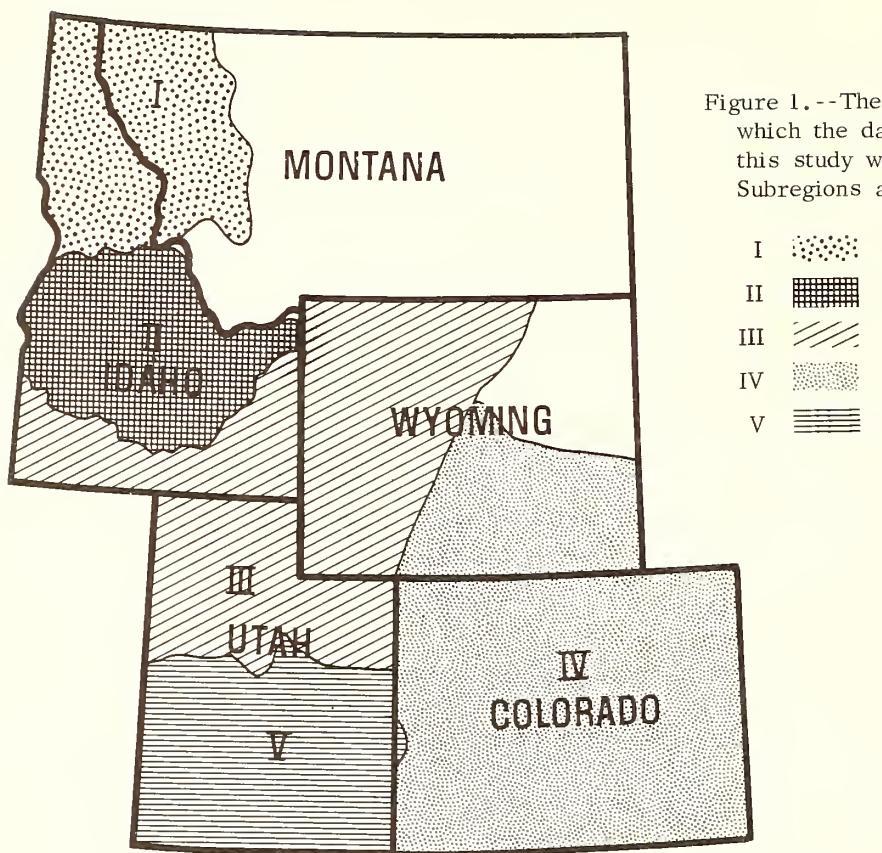 Figure 1.--The
which the da
this study w
Subregions a
I
II
III
IV
V
I
MONTANA
II
IDAHO
WYOMING
III
UTAH
IV
COLORADO
V